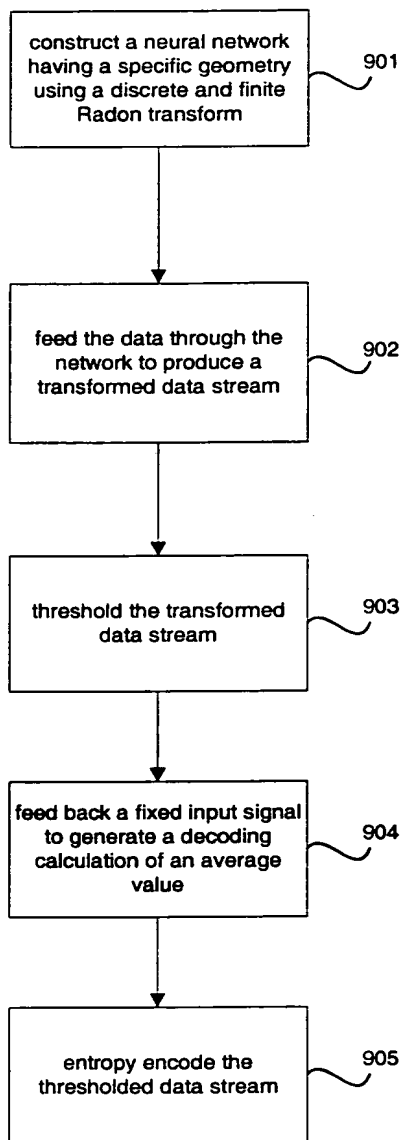 construct a neural network
having a specific geometry
using a discrete and finite
Radon transform
901
feed the data through the
network to produce a
transformed data stream
902
threshold the transformed
data stream
903
feed back a fixed input signal
to generate a decoding
calculation of an average
value
904
entropy encode the
thresholded data stream
905